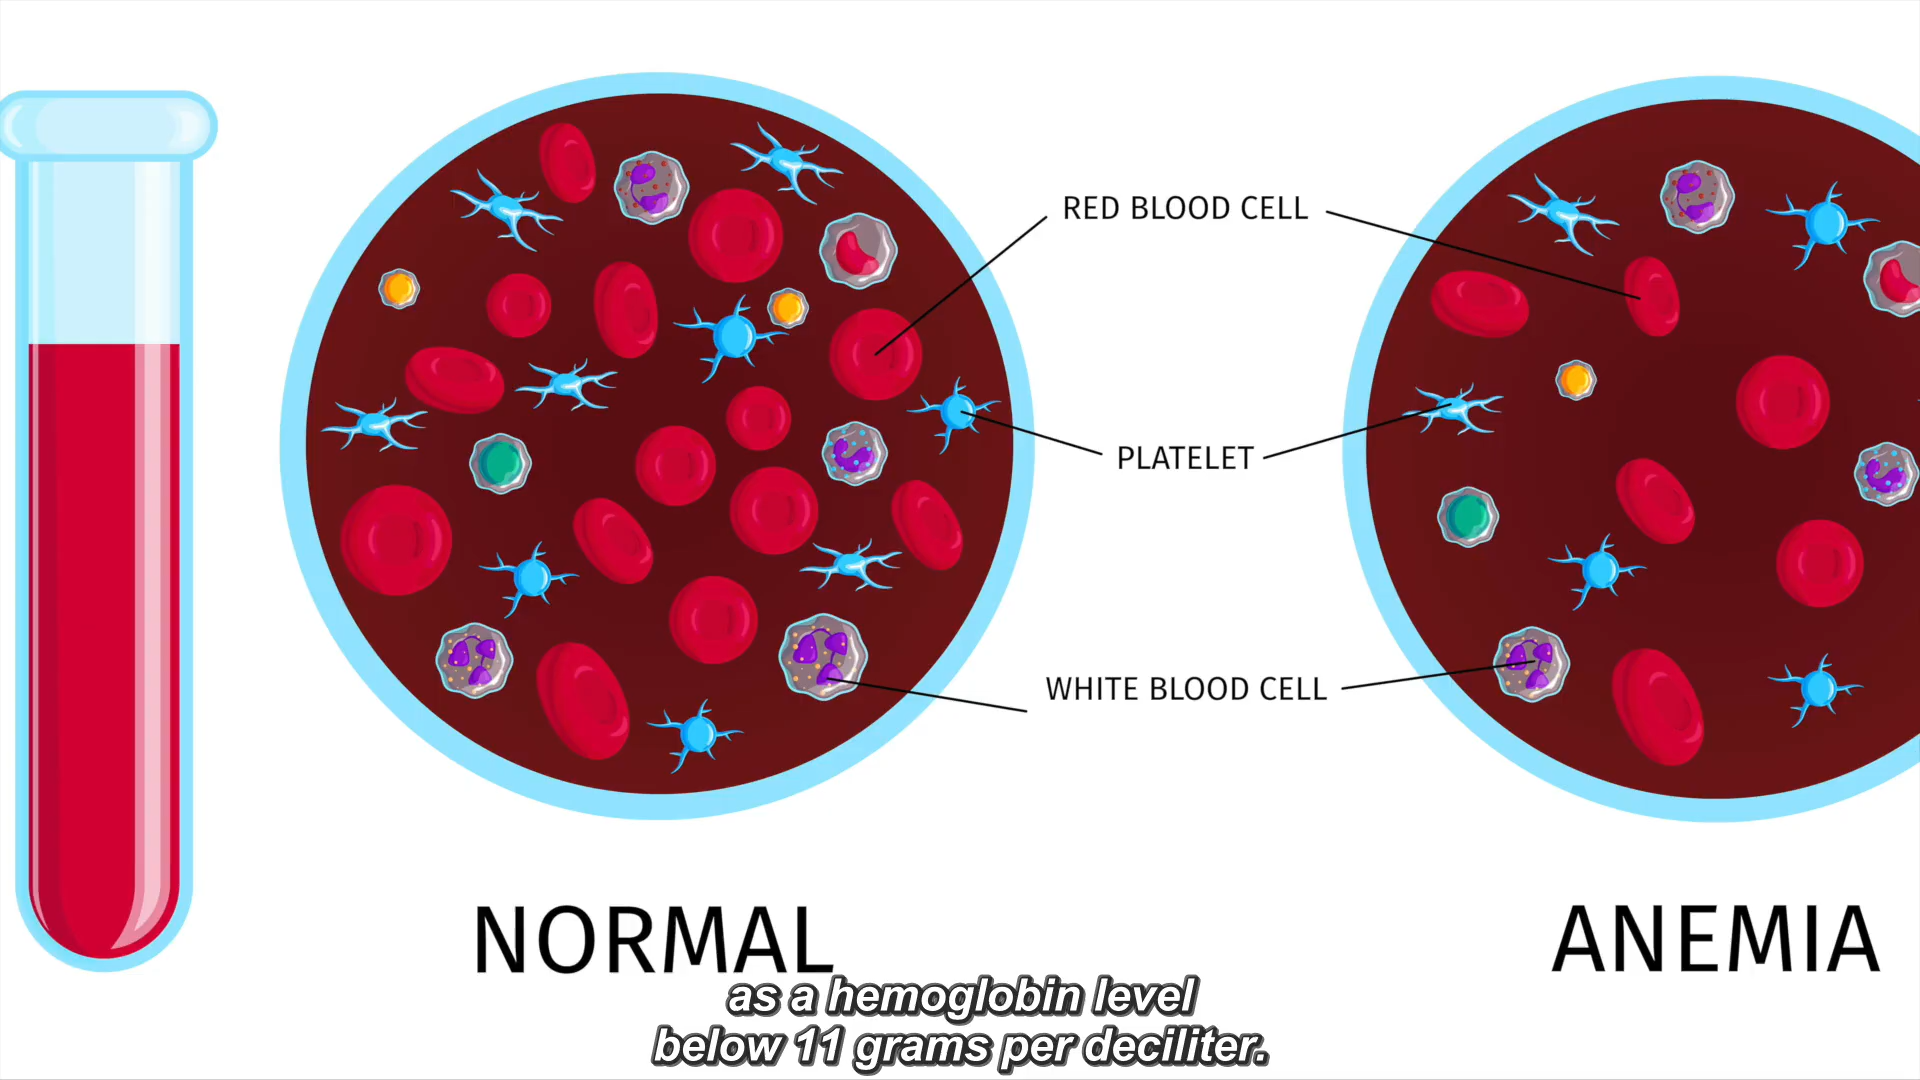 RED BLOOD CELL
PLATELET
WHITE BLOOD CELL
NORMAL
ANEMIA
as a hemoglobin level
below 11 grams per deciliter.